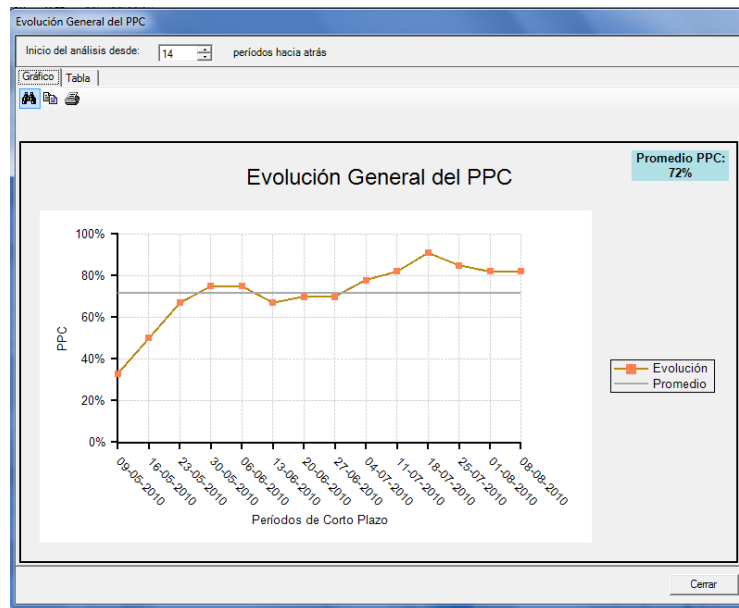 Evolución General del PPC
Inicio del análisis desde: 14 períodos hacia atrás
Gráfico Tabla
Promedio PPC:
72%
Evolución General del PPC
100%
80%
60%
40%
20%
0%
PPC
09-05-2010
16-05-2010
23-05-2010
30-05-2010
06-06-2010
13-06-2010
20-06-2010
27-06-2010
04-07-2010
11-07-2010
18-07-2010
25-07-2010
01-08-2010
08-08-2010
Períodos de Corto Plazo
Evolución
Promedio
Cerrar